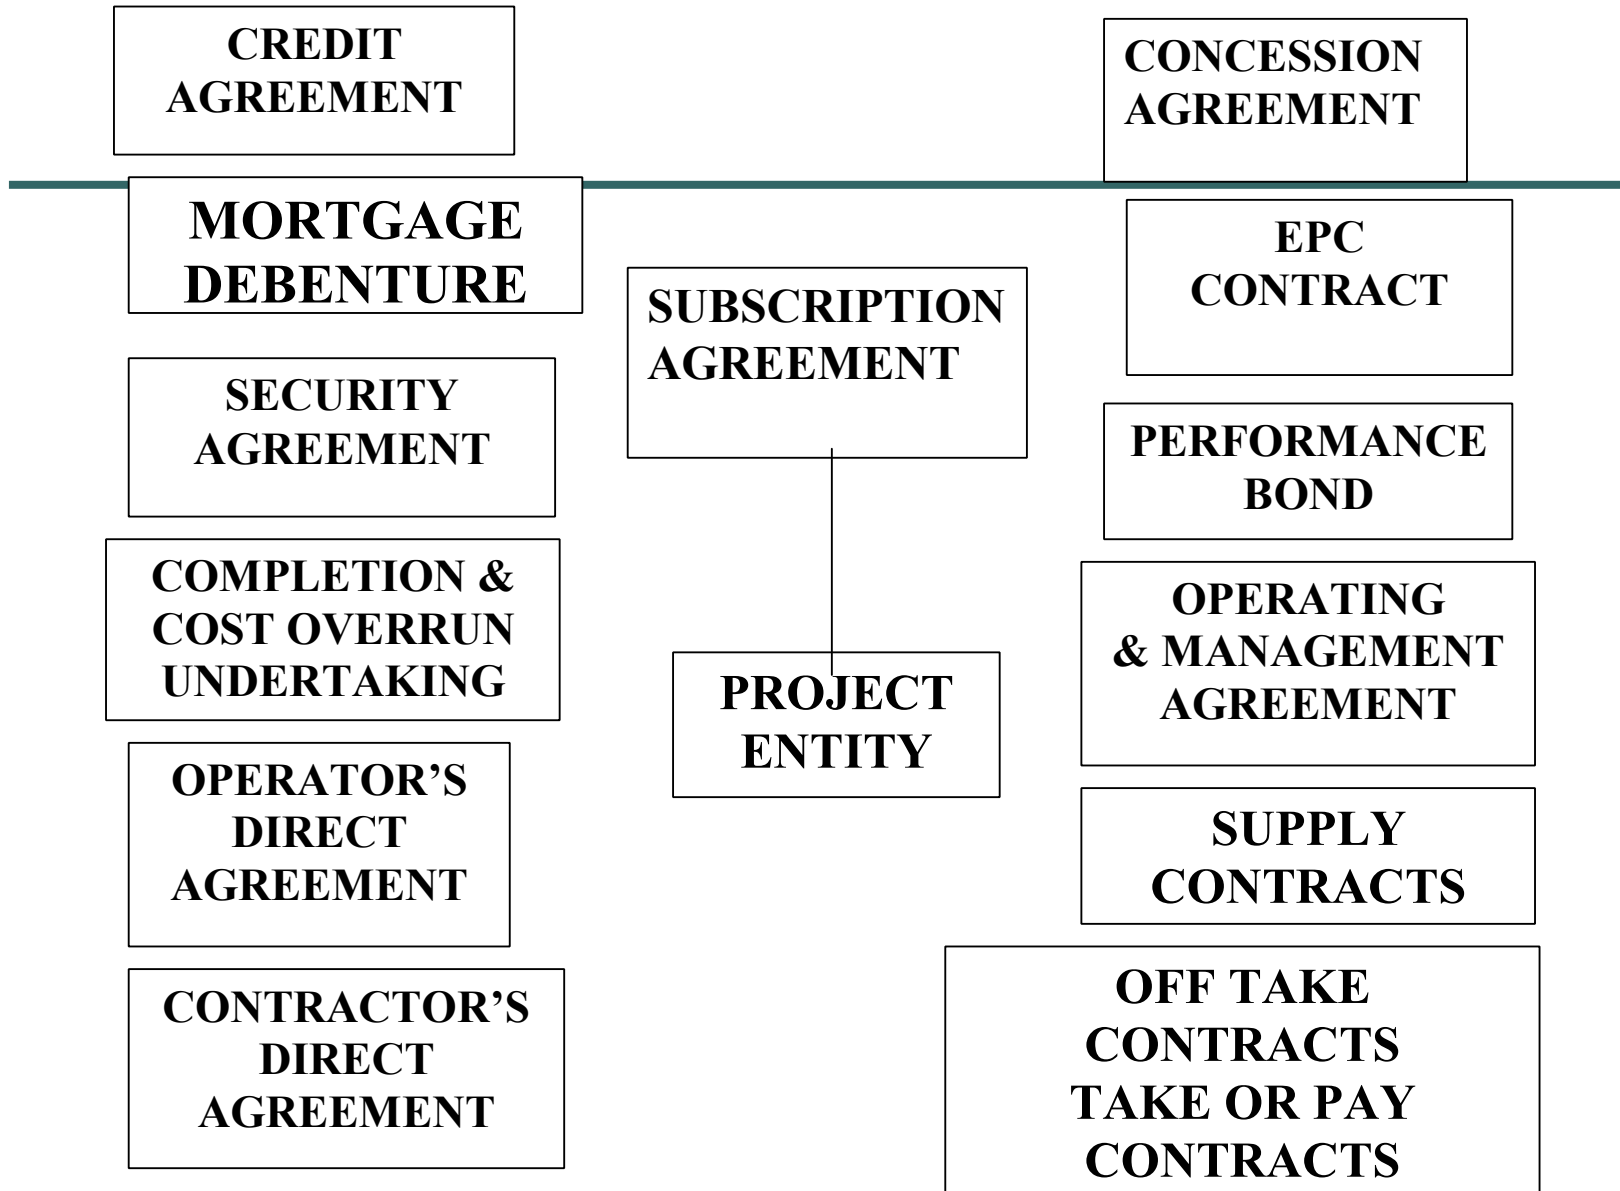 CREDIT
AGREEMENT
MORTGAGE
DEBENTURE
SECURITY
AGREEMENT
COMPLETION &
COST OVERRUN
UNDERTAKING
OPERATOR’S
DIRECT
AGREEMENT
CONTRACTOR’S
DIRECT
AGREEMENT
SUBSCRIPTION
AGREEMENT
PROJECT
ENTITY
CONCESSION
AGREEMENT
EPC
CONTRACT
PERFORMANCE
BOND
OPERATING
& MANAGEMENT
AGREEMENT
SUPPLY
CONTRACTS
OFF TAKE
CONTRACTS
TAKE OR PAY
CONTRACTS